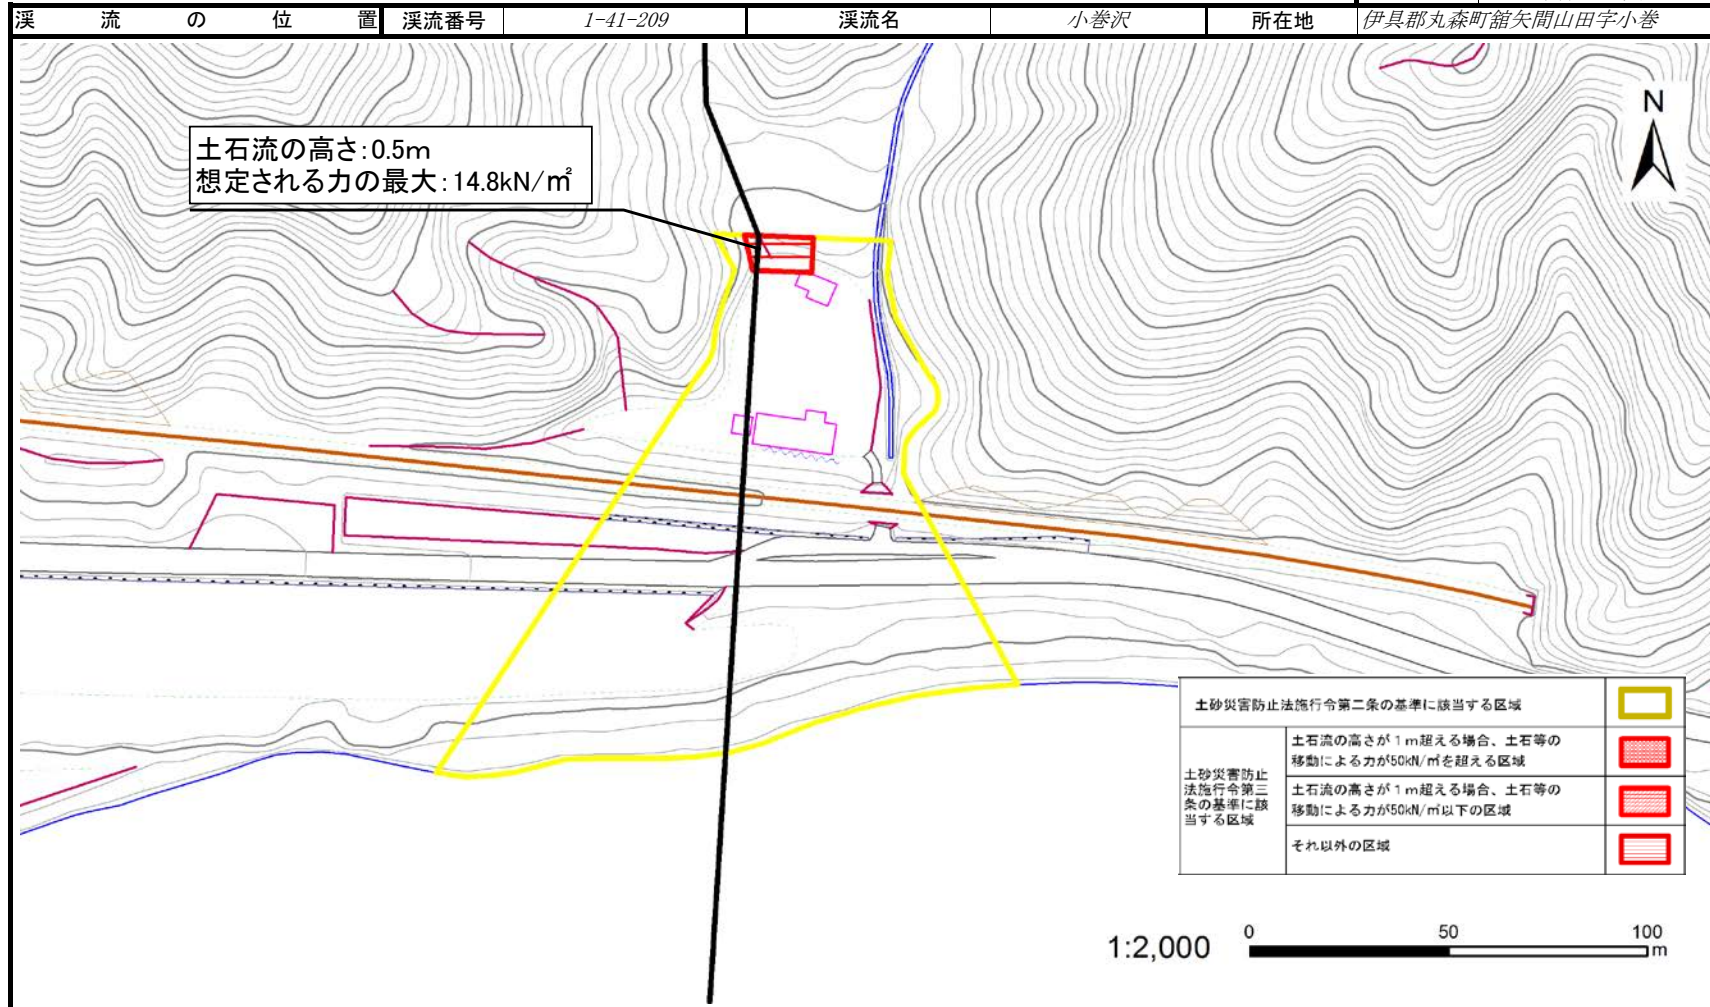 渓流の位置 渓流番号 1-41-209 渓流名 小巻沢 所在地 伊具郡丸森町舘矢間山田字小巻
土石流の高さ:0.5m
想定される力の最大:14.8kN/㎡
N
土砂災害防止法施行令第二条の基準に該当する区域
土砂災害防止
法施行令第三
条の基準に該
当する区域
土石流の高さが1m超える場合、土石等の
移動による力が50kN/㎡を超える区域
土石流の高さが1m超える場合、土石等の
移動による力が50kN/㎡以下の区域
それ以外の区域
1:2,000
0 50 100
m